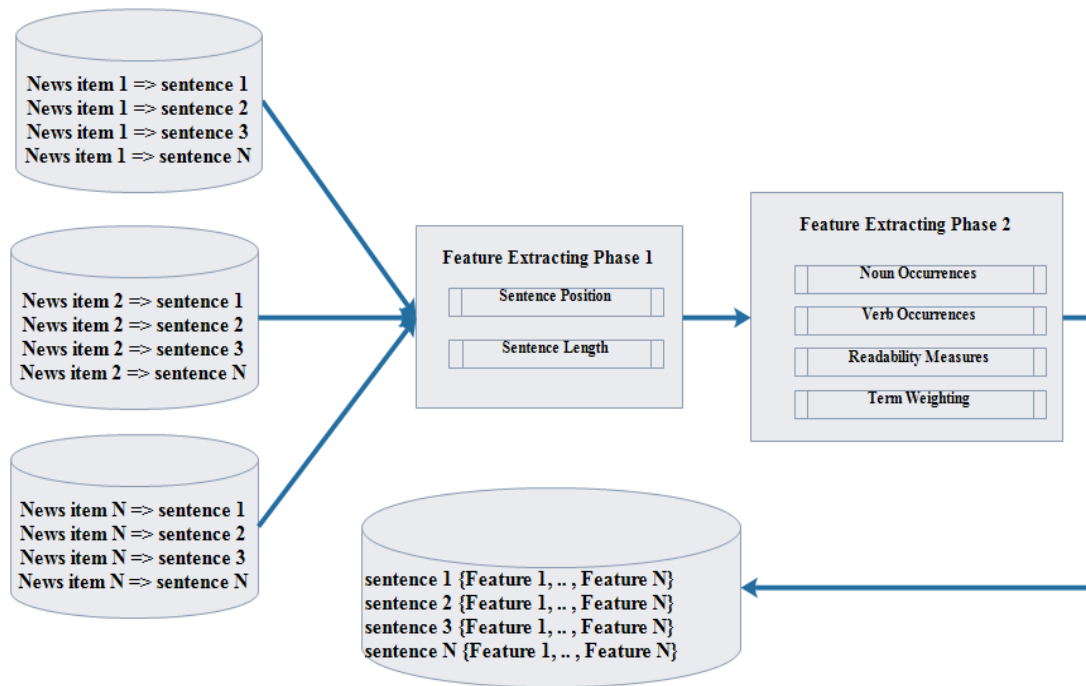 News item 1 => sentence 1
News item 1 => sentence 2
News item 1 => sentence 3
News item 1 => sentence N
News item 2 => sentence 1
News item 2 => sentence 2
News item 2 => sentence 3
News item 2 => sentence N
News item N => sentence 1
News item N => sentence 2
News item N => sentence 3
News item N => sentence N
Feature Extracting Phase 1
Sentence Position
Sentence Length
Feature Extracting Phase 2
Noun Occurrences
Verb Occurrences
Readability Measures
Term Weighting
sentence 1 {Feature 1, .. , Feature N}
sentence 2 {Feature 1, .. , Feature N}
sentence 3 {Feature 1, .. , Feature N}
sentence N {Feature 1, .. , Feature N}